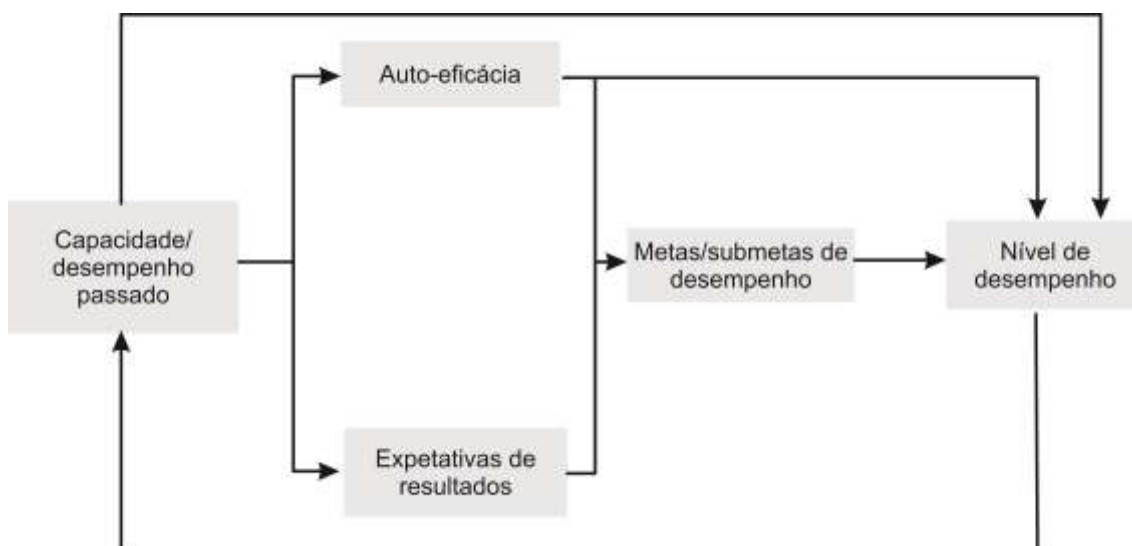 Auto-eficácia
Capacidade/
desempenho
passado
Metas/submetas de
desempenho
Nível de
desempenho
Expetativas de
resultados